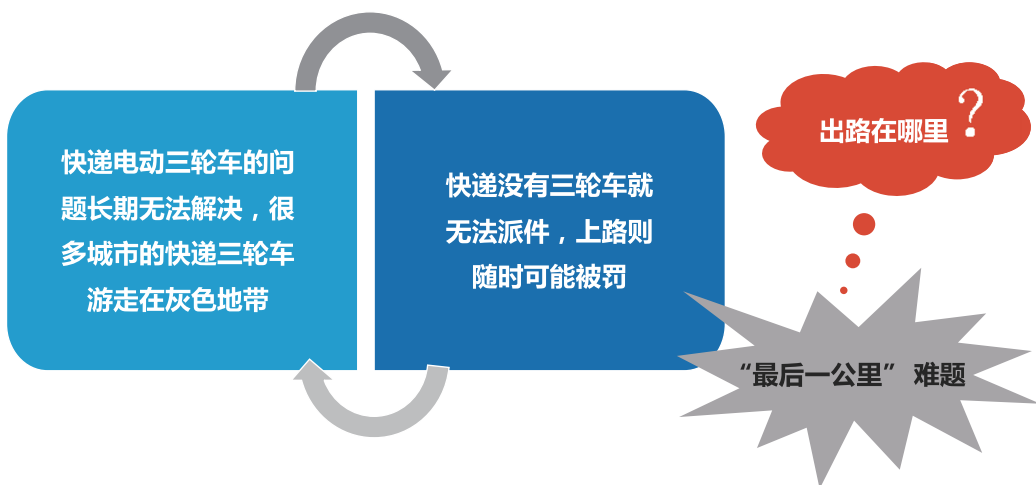 快递电动三轮车的问
题长期无法解决，很
多城市的快递三轮车
游走在灰色地带
快递没有三轮车就
无法派件，上路则
随时可能被罚
出路在哪里？
“最后一公里” 难题